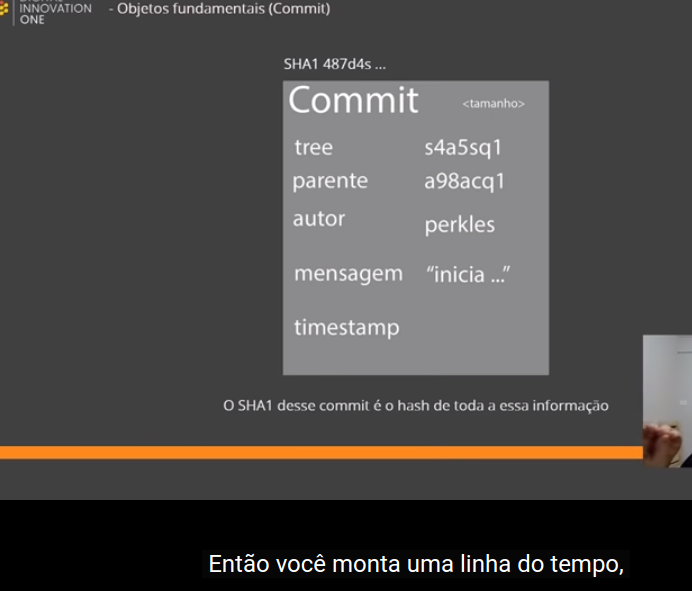 INNOVATION
ONE
- Objetos fundamentais (Commit)
SHA1 487d4s ...
Commit <tamanho>
tree s4a5sq1
parente a98acq1
autor perkles
mensagem “inicia ...”
timestamp
O SHA1 desse commit é o hash de toda a essa informação
Então você monta uma linha do tempo,